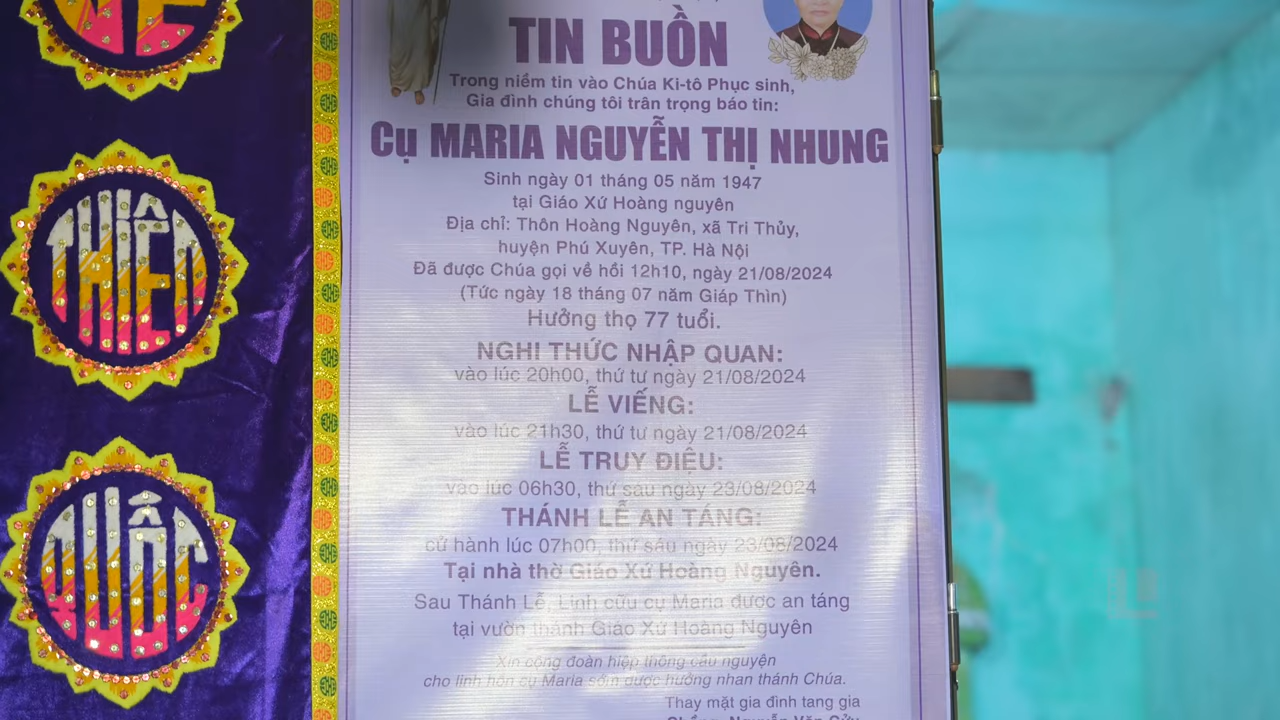 VỀ
THIÊN
QUỐC
TIN BUỒN
Trong niềm tin vào Chúa Ki-tô Phục sinh,
Gia đình chúng tôi trân trọng báo tin:
Cụ MARIA NGUYỄN THỊ NHUNG
Sinh ngày 01 tháng 05 năm 1947
tại Giáo Xứ Hoàng nguyên
Địa chỉ: Thôn Hoàng Nguyên, xã Tri Thủy,
huyện Phú Xuyên, TP. Hà Nội
Đã được Chúa gọi về hồi 12h10, ngày 21/08/2024
(Tức ngày 18 tháng 07 năm Giáp Thìn)
Hưởng thọ 77 tuổi.
NGHI THỨC NHẬP QUAN:
vào lúc 20h00, thứ tư ngày 21/08/2024
LỄ VIẾNG:
vào lúc 21h30, thứ tư ngày 21/08/2024
LỄ TRUY ĐIỆU:
vào lúc 06h30, thứ sáu ngày 23/08/2024
THÁNH LỄ AN TÁNG:
cử hành lúc 07h00, thứ sáu ngày 23/08/2024
Tại nhà thờ Giáo Xứ Hoàng Nguyên.
Sau Thánh Lễ, Linh cữu cụ Maria được an táng
tại vườn thánh Giáo Xứ Hoàng Nguyên
Xin cộng đoàn hiệp thông cầu nguyện
cho linh hồn cụ Maria sớm được hưởng nhan thánh Chúa.
Thay mặt gia đình tang gia
Chồng. Nguyễn Văn Cửu